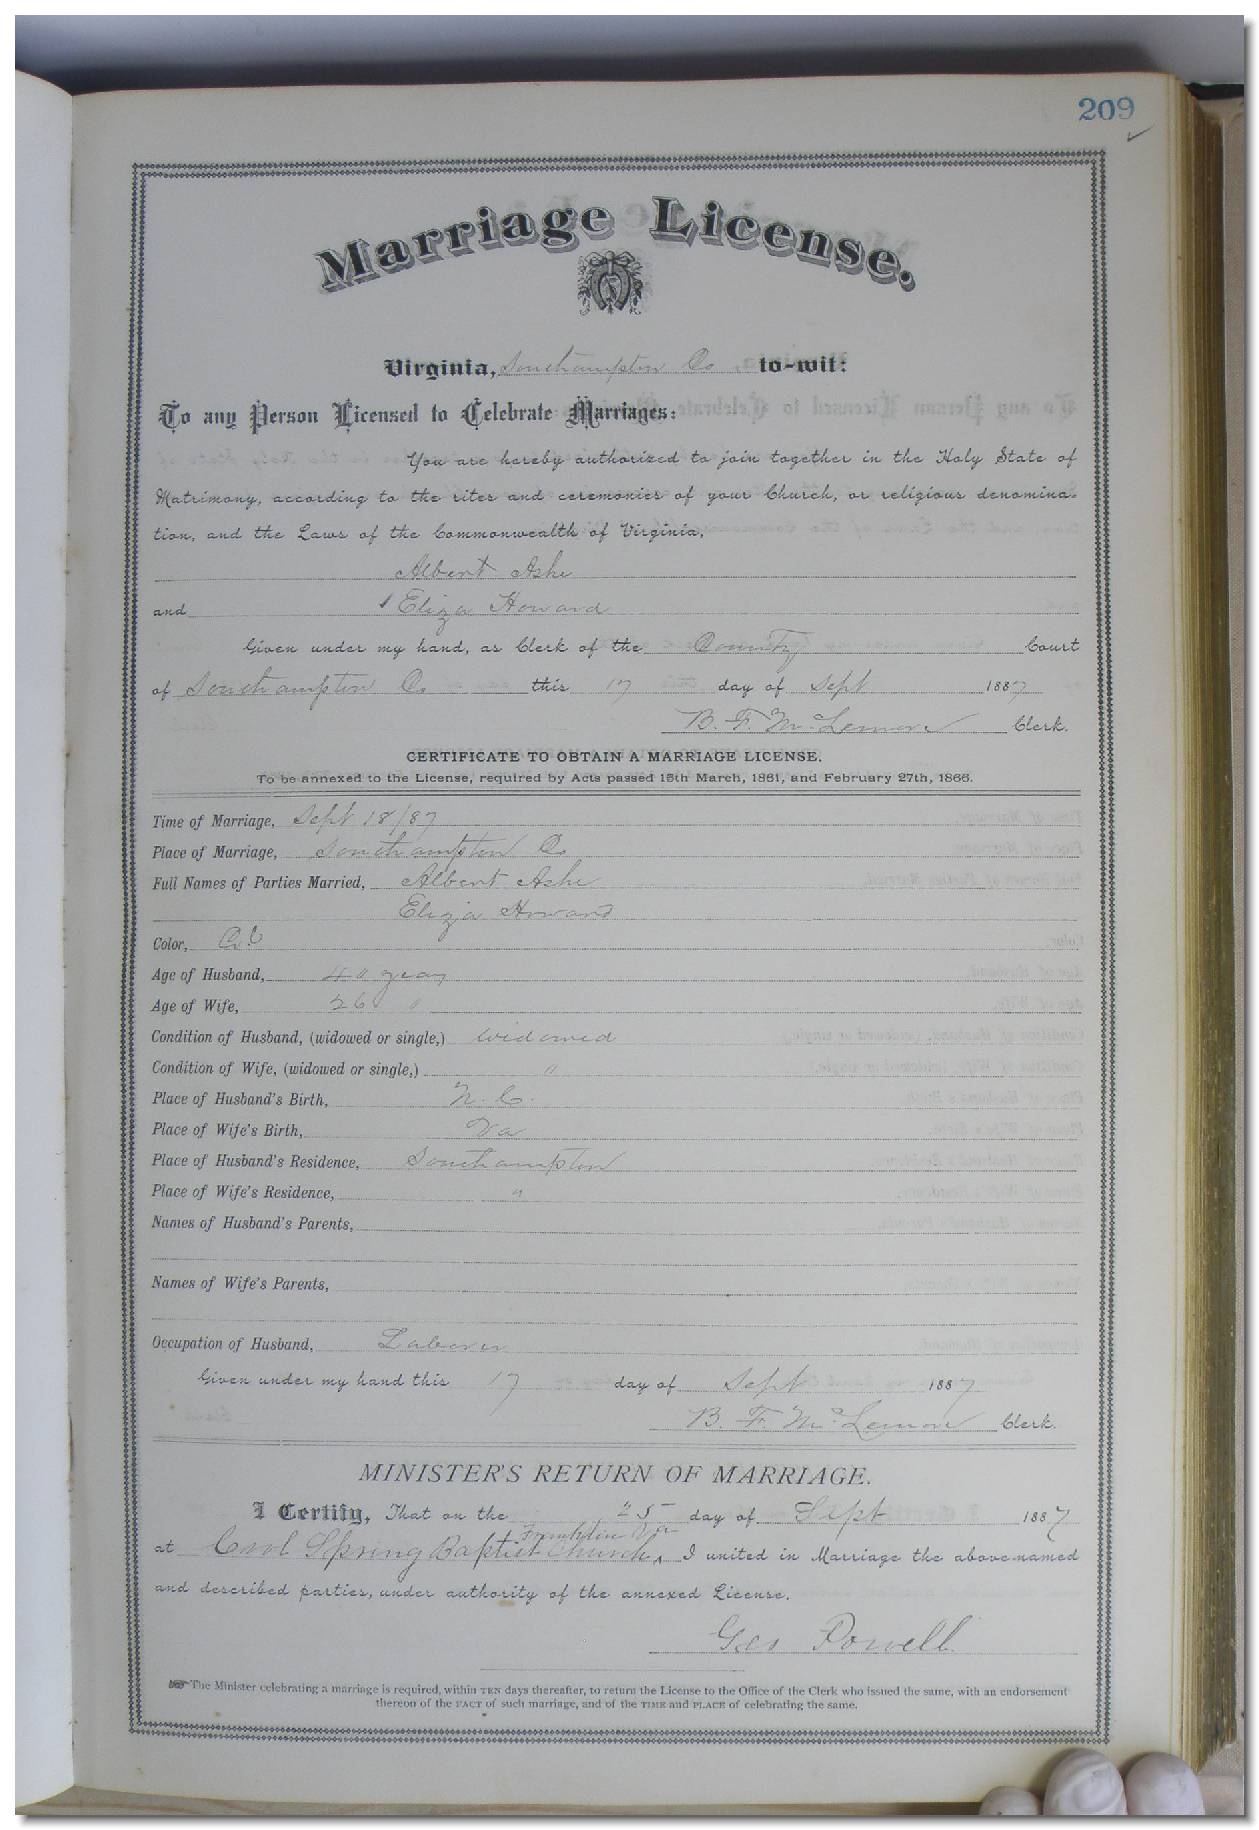 209
Marriage License.
Virginia, Southampton Co to-wit:
To any Person Licensed to Celebrate Marriages:
You are hereby authorized to join together in the Holy State of
Matrimony, according to the rites and ceremonies of your Church, or religious denomina-
tion, and the Laws of the Commonwealth of Virginia,
Albert Ashe
and Eliza Howard
Given under my hand, as Clerk of the County Court
of Southampton Co this 17 day of Sept 1887
B. F. McLemore Clerk.
CERTIFICATE TO OBTAIN A MARRIAGE LICENSE.
To be annexed to the License, required by Acts passed 15th March, 1861, and February 27th, 1866.
Time of Marriage, Sept 18/87
Place of Marriage, Southampton Co
Full Names of Parties Married, Albert Ashe
Eliza Howard
Color, Col
Age of Husband, 40 years
Age of Wife, 26 "
Condition of Husband, (widowed or single,) widowed
Condition of Wife, (widowed or single,) "
Place of Husband's Birth, N. C.
Place of Wife's Birth, Va
Place of Husband's Residence, Southampton
Place of Wife's Residence, "
Names of Husband's Parents,
Names of Wife's Parents,
Occupation of Husband, Laborer
Given under my hand this 17 day of Sept 1887
B. F. McLemore Clerk.
MINISTER'S RETURN OF MARRIAGE.
I Certify, That on the 25 day of Sept 1887
Franklin Va
at Cool Spring Baptist Church, I united in Marriage the above-named
and described parties, under authority of the annexed License.
Geo Powell
The Minister celebrating a marriage is required, within TEN days thereafter, to return the License to the Office of the Clerk who issued the same, with an endorsement
thereon of the FACT of such marriage, and of the TIME and PLACE of celebrating the same.